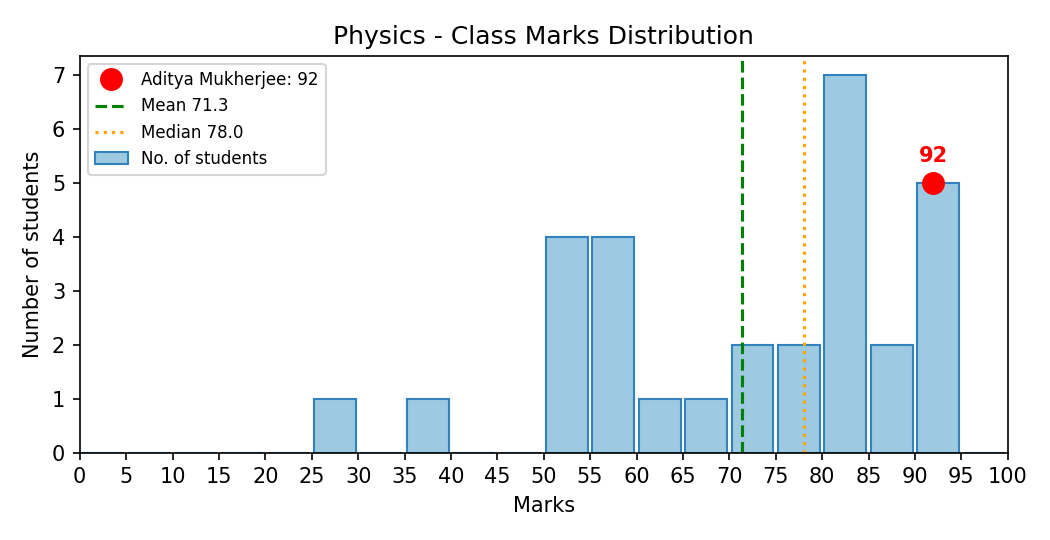 Physics - Class Marks Distribution
Aditya Mukherjee: 92
Mean 71.3
Median 78.0
No. of students
92
Number of students
7
6
5
4
3
2
1
0
0 5 10 15 20 25 30 35 40 45 50 55 60 65 70 75 80 85 90 95 100
Marks